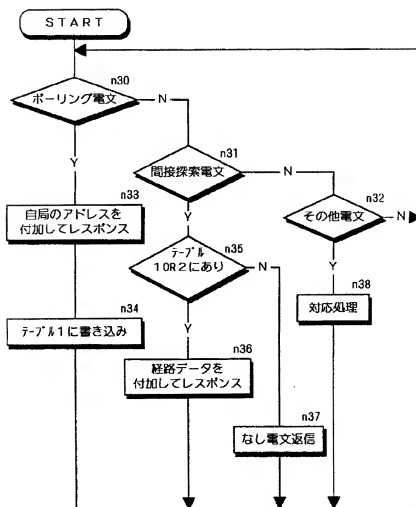 START
n30
ポーリング電文
N
n31
Y
間接探索電文
N
n33
n32
自局のアドレスを
付加してレスポンス
Y
その他電文
N
n35
テーブル
1OR2にあり
N
Y
n38
n34
対応処理
テーブル1に書き込み
Y
n36
経路データを
付加してレスポンス
n37
なし電文返信